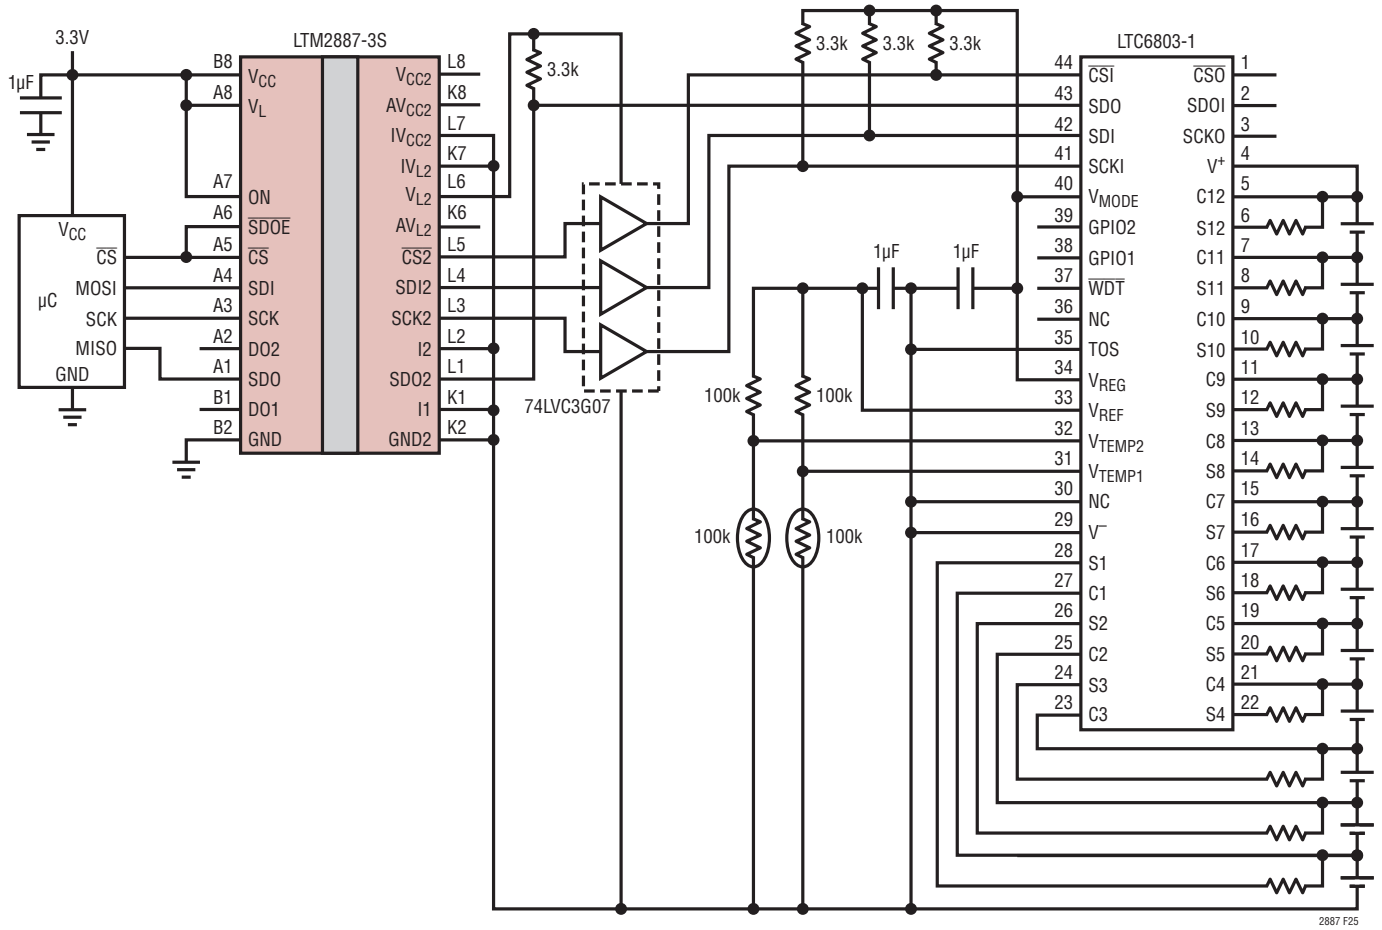 3.3V
1µF
LTM2887-3S
B8 VCC
A8 VL
A7 ON
A6 SDOE
A5 CS
A4 SDI
A3 SCK
A2 DO2
A1 SDO
B1 DO1
B2 GND
VCC
CS
MOSI
µC
SCK
MISO
GND
VCC2 L8
AVCC2 K8
IVCC2 L7
IVL2 K7
VL2 L6
AVL2 K6
CS2 L5
SDI2 L4
SCK2 L3
I2 L2
SDO2 L1
I1 K1
GND2 K2
3.3k
74LVC3G07
3.3k
3.3k
3.3k
1µF
1µF
100k
100k
100k
100k
LTC6803-1
44 CSI
43 SDO
42 SDI
41 SCKI
40 VMODE
39 GPIO2
38 GPIO1
37 WDT
36 NC
35 TOS
34 VREG
33 VREF
32 VTEMP2
31 VTEMP1
30 NC
29 V–
28 S1
27 C1
26 S2
25 C2
24 S3
23 C3
CSO 1
SDOI 2
SCKO 3
V+ 4
C12 5
S12 6
C11 7
S11 8
C10 9
S10 10
C9 11
S9 12
C8 13
S8 14
C7 15
S7 16
C6 17
S6 18
C5 19
S5 20
C4 21
S4 22
2887 F25